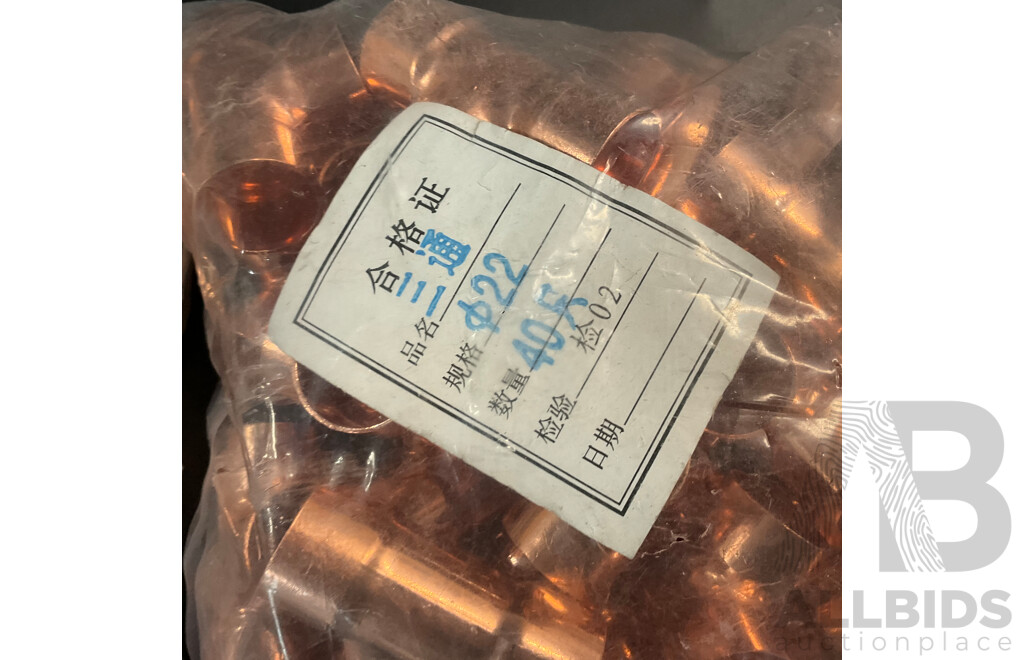 合格证
品名 三通
规格 Φ22
数量 40只
检验 检02
日期
ALLBIDS
auctionplace